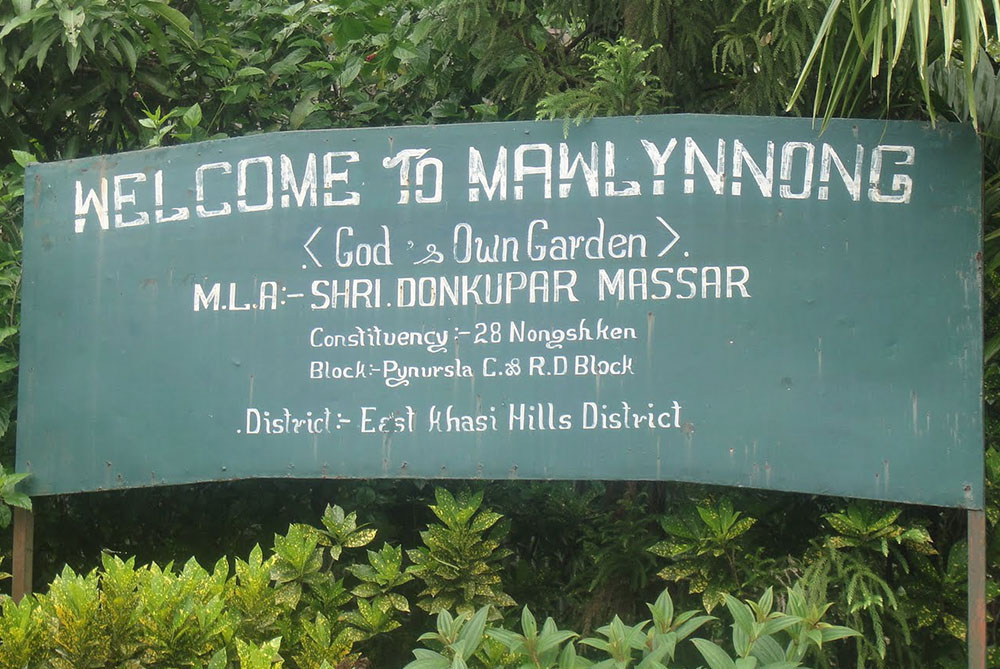 WELCOME TO MAWLYNNONG
<God's Own Garden>.
M.L.A:- SHRI.DONKUPAR MASSAR
Constituency:-28 Nongshken
Block:-Pynursla C.& R.D Block
.District:- East Khasi Hills District